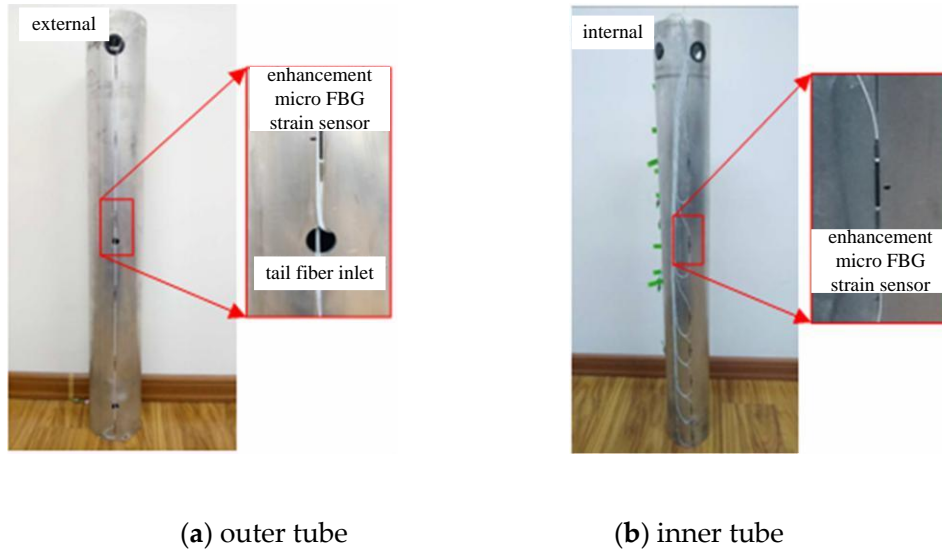 external
enhancement
micro FBG
strain sensor
tail fiber inlet
internal
enhancement
micro FBG
strain sensor
(a) outer tube
(b) inner tube